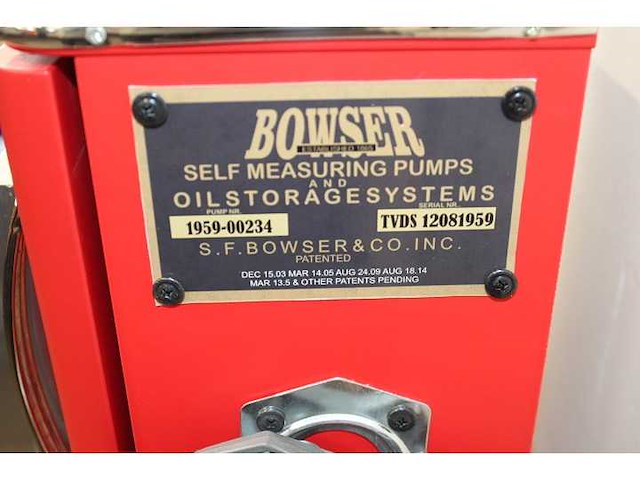 BOWSER
ESTABLISHED 1885
SELF MEASURING PUMPS
AND
OILSTORAGESYSTEMS
PUMP NR. SERIAL NR..
1959-00234 TVDS 12081959
S.F.BOWSER & CO.INC.
PATENTED
DEC 15.03 MAR 14.05 AUG 24.09 AUG 18.14
MAR 13.5 & OTHER PATENTS PENDING